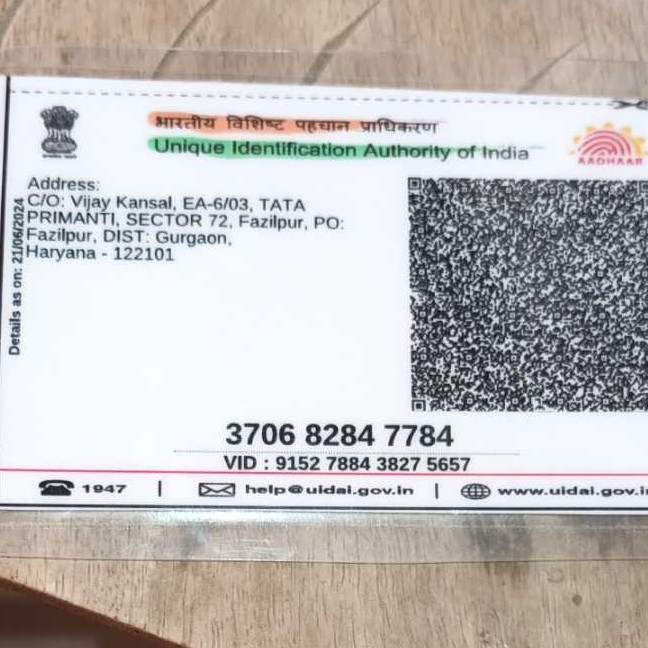 भारतीय विशिष्ट पहचान प्राधिकरण
Unique Identification Authority of India
AADHAAR
Details as on: 21/06/2024
Address:
C/O: Vijay Kansal, EA-6/03, TATA
PRIMANTI, SECTOR 72, Fazilpur, PO:
Fazilpur, DIST: Gurgaon,
Haryana - 122101
3706 8284 7784
VID : 9152 7884 3827 5657
1947 | help@uidai.gov.in | www.uidai.gov.in